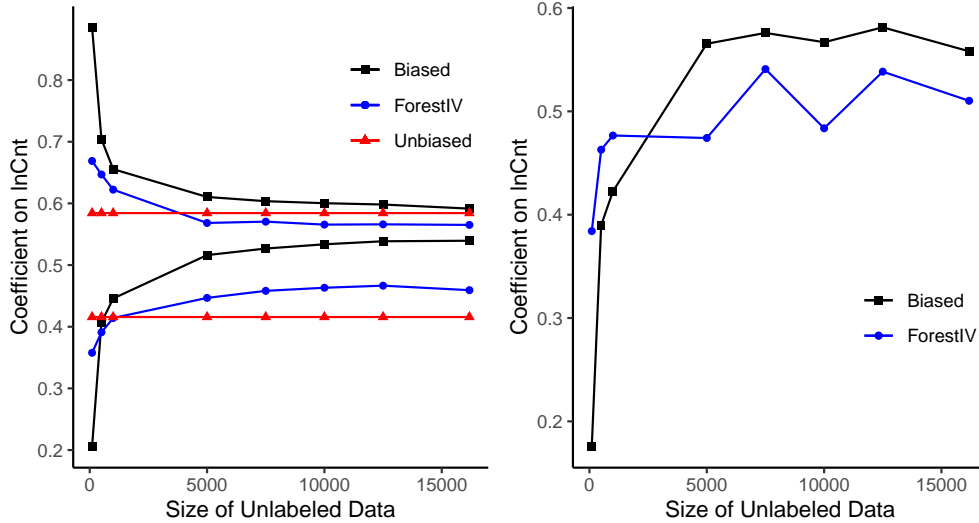 Coefficient on lnCnt
0.8
0.7
0.6
0.5
0.4
0.3
0.2
Biased
ForestIV
Unbiased
0
5000
10000
15000
Size of Unlabeled Data
Coefficient on lnCnt
0.6
0.5
0.4
0.3
0.2
Biased
ForestIV
0
5000
10000
15000
Size of Unlabeled Data